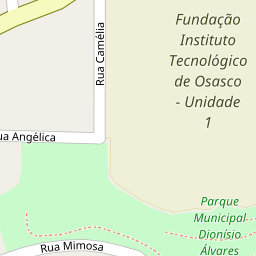 Fundação
Instituto
Tecnológico
de Osasco
- Unidade
1
Rua Camélia
ua Angélica
Parque
Municipal
Dionísio
Álvares
Rua Mimosa